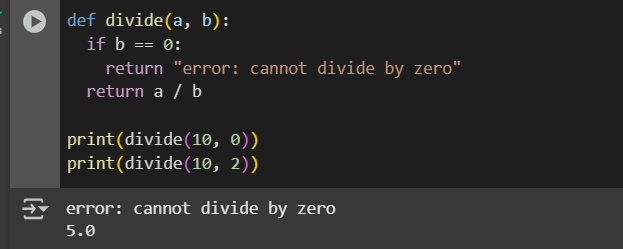 def divide(a, b):
  if b == 0:
    return "error: cannot divide by zero"
  return a / b

print(divide(10, 0))
print(divide(10, 2))
error: cannot divide by zero
5.0